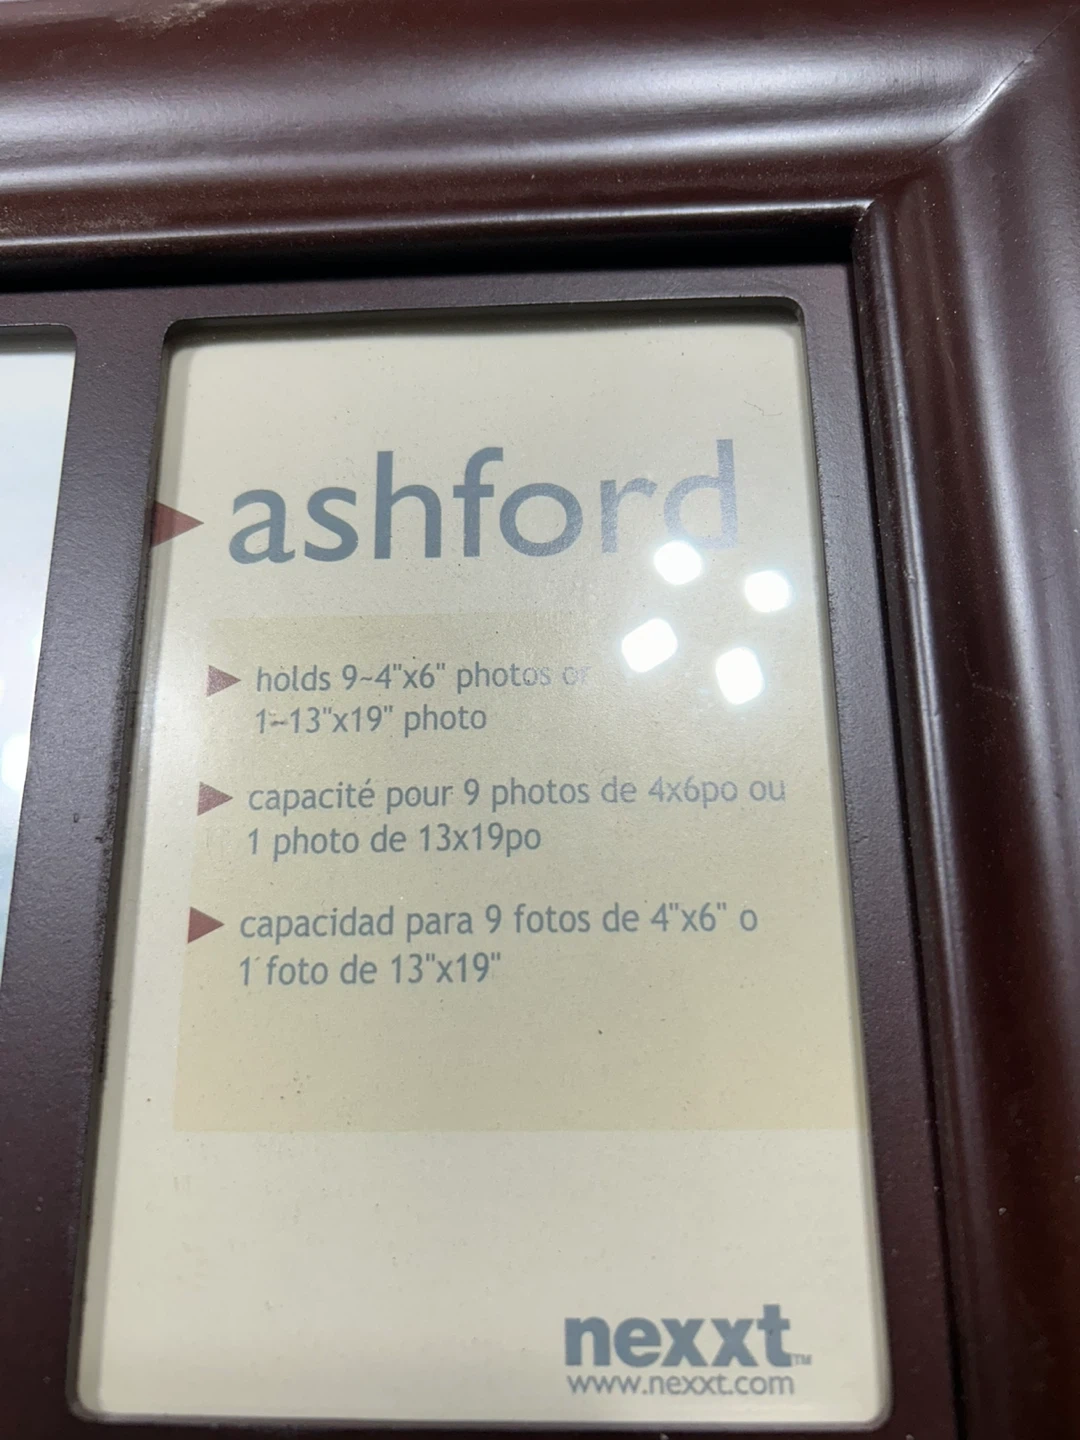 ashford
holds 9~4"x6" photos or
1~13"x19" photo
capacité pour 9 photos de 4x6po ou
1 photo de 13x19po
capacidad para 9 fotos de 4"x6" o
1 foto de 13"x19"
nexxt™
www.nexxt.com